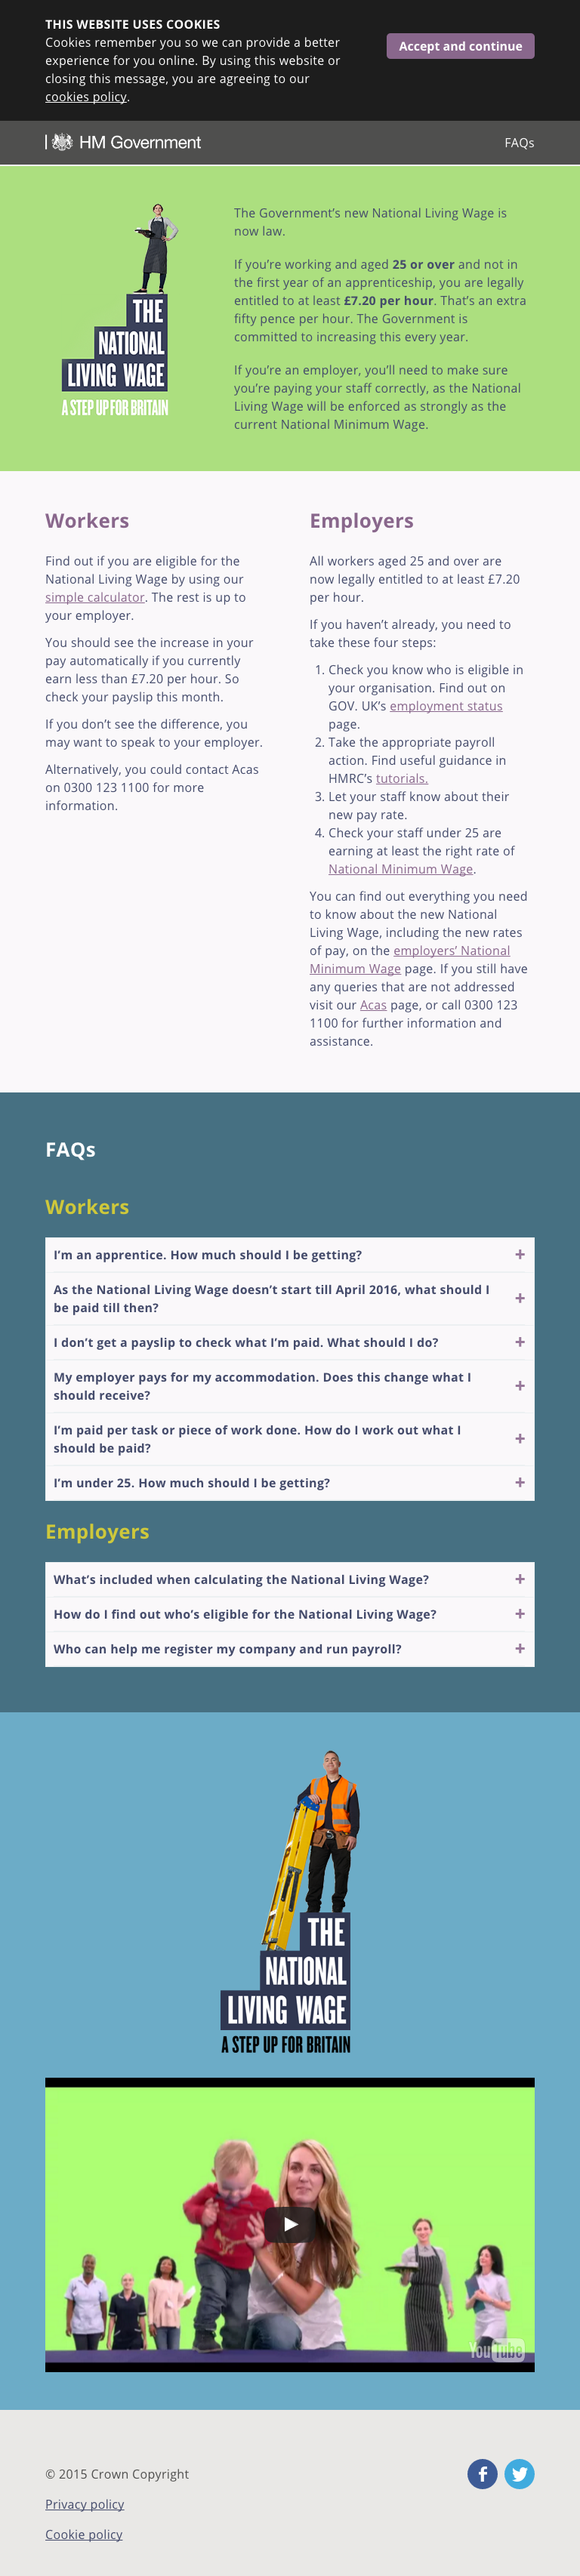 THIS WEBSITE USES COOKIES
Cookies remember you so we can provide a better
experience for you online. By using this website or
closing this message, you are agreeing to our
cookies policy.
Accept and continue
HM Government
FAQs
THE
NATIONAL
LIVING WAGE
A STEP UP FOR BRITAIN
The Government’s new National Living Wage is
now law.
If you’re working and aged 25 or over and not in
the first year of an apprenticeship, you are legally
entitled to at least £7.20 per hour. That’s an extra
fifty pence per hour. The Government is
committed to increasing this every year.
If you’re an employer, you’ll need to make sure
you’re paying your staff correctly, as the National
Living Wage will be enforced as strongly as the
current National Minimum Wage.
Workers
Find out if you are eligible for the
National Living Wage by using our
simple calculator. The rest is up to
your employer.
You should see the increase in your
pay automatically if you currently
earn less than £7.20 per hour. So
check your payslip this month.
If you don’t see the difference, you
may want to speak to your employer.
Alternatively, you could contact Acas
on 0300 123 1100 for more
information.
Employers
All workers aged 25 and over are
now legally entitled to at least £7.20
per hour.
If you haven’t already, you need to
take these four steps:
1. Check you know who is eligible in
your organisation. Find out on
GOV. UK’s employment status
page.
2. Take the appropriate payroll
action. Find useful guidance in
HMRC’s tutorials.
3. Let your staff know about their
new pay rate.
4. Check your staff under 25 are
earning at least the right rate of
National Minimum Wage.
You can find out everything you need
to know about the new National
Living Wage, including the new rates
of pay, on the employers’ National
Minimum Wage page. If you still have
any queries that are not addressed
visit our Acas page, or call 0300 123
1100 for further information and
assistance.
FAQs
Workers
I’m an apprentice. How much should I be getting? +
As the National Living Wage doesn’t start till April 2016, what should I
be paid till then? +
I don’t get a payslip to check what I’m paid. What should I do? +
My employer pays for my accommodation. Does this change what I
should receive? +
I’m paid per task or piece of work done. How do I work out what I
should be paid? +
I’m under 25. How much should I be getting? +
Employers
What’s included when calculating the National Living Wage? +
How do I find out who’s eligible for the National Living Wage? +
Who can help me register my company and run payroll? +
THE
NATIONAL
LIVING WAGE
A STEP UP FOR BRITAIN
YouTube
© 2015 Crown Copyright
Privacy policy
Cookie policy